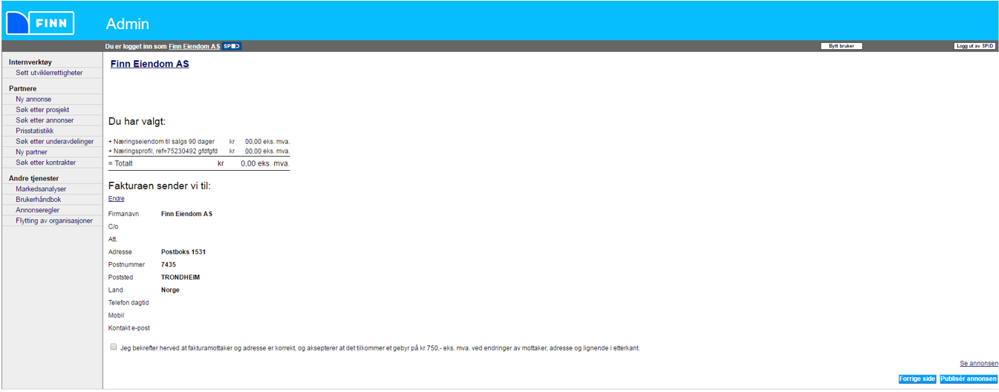 FINN
Admin
Du er logget inn som Finn Eiendom AS SPiD
Bytt bruker
Logg ut av SPiD
Internverktøy
Sett utviklerrettigheter
Partnere
Ny annonse
Søk etter prosjekt
Søk etter annonser
Prisstatistikk
Søk etter underavdelinger
Ny partner
Søk etter kontrakter
Andre tjenester
Markedsanalyser
Brukerhåndbok
Annonseregler
Flytting av organisasjoner
Finn Eiendom AS
Du har valgt:
+ Næringseiendom til salgs 90 dager kr 00,00 eks. mva.
+ Næringsprofil, ref=75230492 gfdfgfd kr 00,00 eks. mva.
= Totalt kr 0,00 eks. mva.
Fakturaen sender vi til:
Endre
Firmanavn Finn Eiendom AS
C/o
Att.
Adresse Postboks 1531
Postnummer 7435
Poststed TRONDHEIM
Land Norge
Telefon dagtid
Mobil
Kontakt e-post
Jeg bekrefter herved at fakturamottaker og adresse er korrekt, og aksepterer at det tilkommer et gebyr på kr 750,- eks. mva. ved endringer av mottaker, adresse og lignende i etterkant.
Se annonsen
Forrige side Publisér annonsen